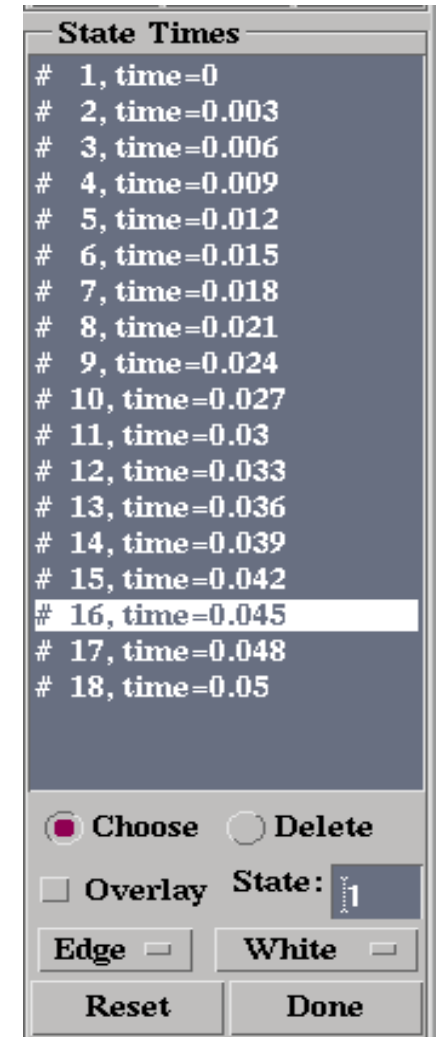 State Times
# 1, time=0
# 2, time=0.003
# 3, time=0.006
# 4, time=0.009
# 5, time=0.012
# 6, time=0.015
# 7, time=0.018
# 8, time=0.021
# 9, time=0.024
# 10, time=0.027
# 11, time=0.03
# 12, time=0.033
# 13, time=0.036
# 14, time=0.039
# 15, time=0.042
# 16, time=0.045
# 17, time=0.048
# 18, time=0.05
Choose Delete
Overlay State: 1
Edge White
Reset Done